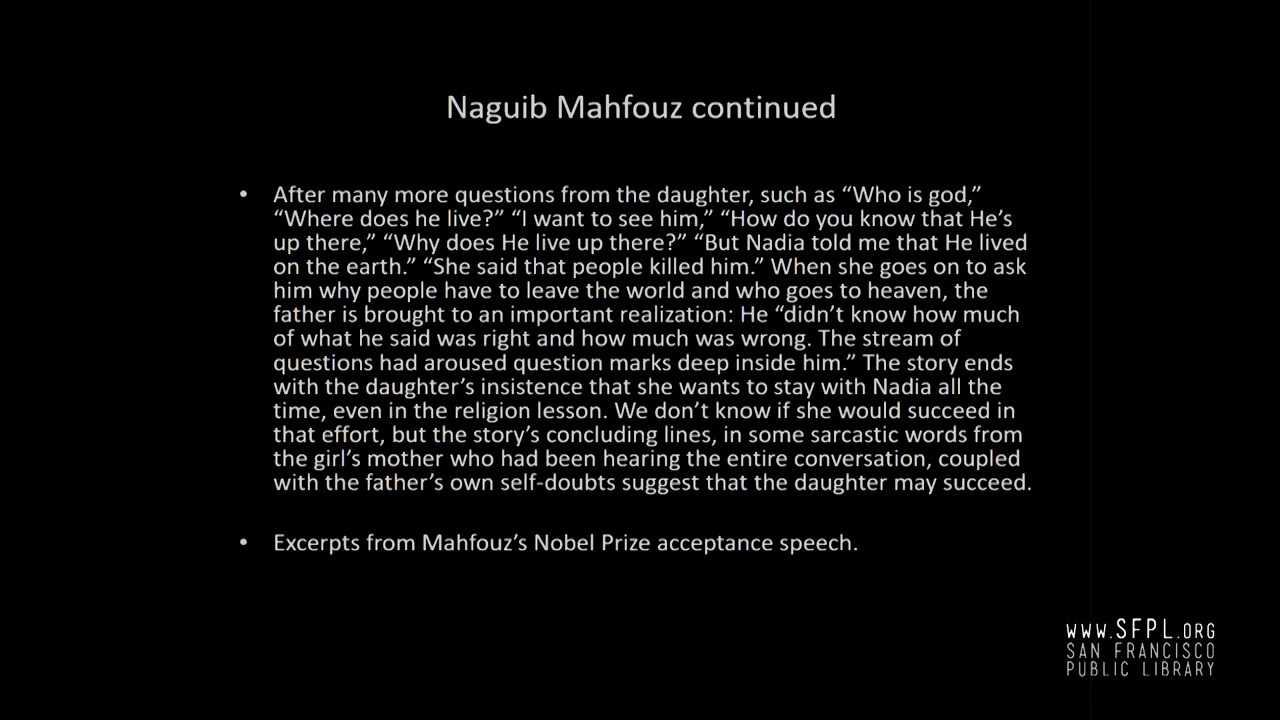 Naguib Mahfouz continued
• After many more questions from the daughter, such as “Who is god,”
“Where does he live?” “I want to see him,” “How do you know that He’s
up there,” “Why does He live up there?” “But Nadia told me that He lived
on the earth.” “She said that people killed him.” When she goes on to ask
him why people have to leave the world and who goes to heaven, the
father is brought to an important realization: He “didn’t know how much
of what he said was right and how much was wrong. The stream of
questions had aroused question marks deep inside him.” The story ends
with the daughter’s insistence that she wants to stay with Nadia all the
time, even in the religion lesson. We don’t know if she would succeed in
that effort, but the story’s concluding lines, in some sarcastic words from
the girl’s mother who had been hearing the entire conversation, coupled
with the father’s own self-doubts suggest that the daughter may succeed.
• Excerpts from Mahfouz’s Nobel Prize acceptance speech.
WWW.SFPL.ORG
SAN FRANCISCO
PUBLIC LIBRARY